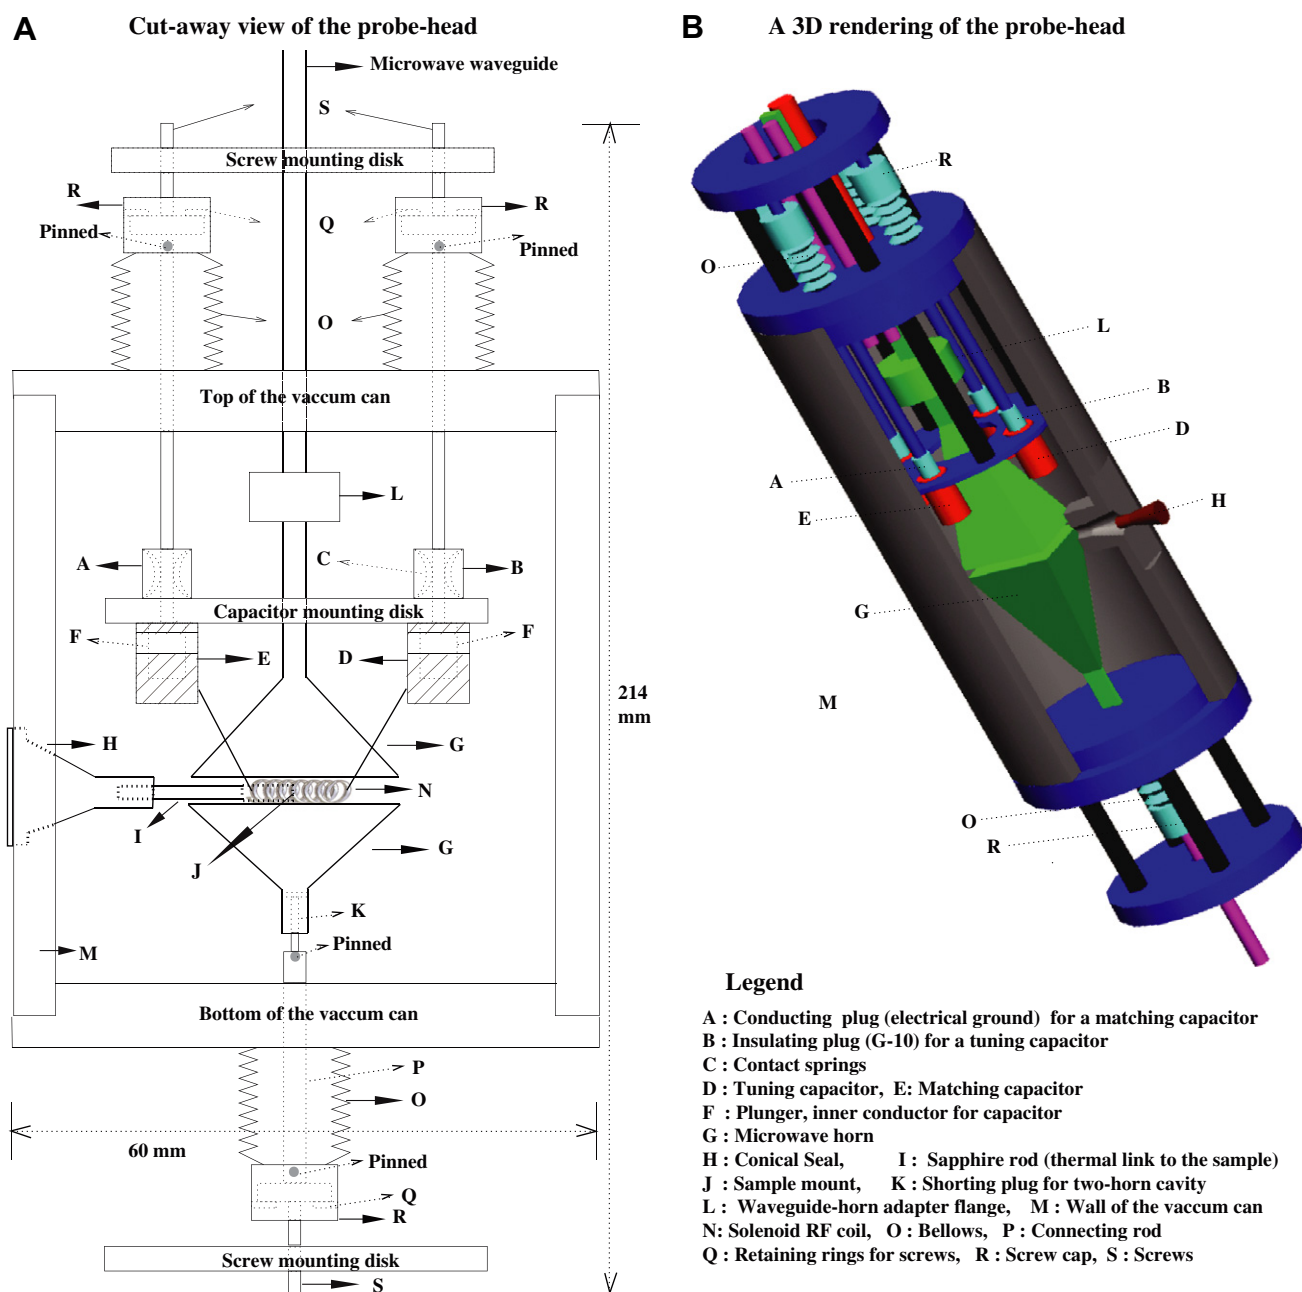 A Cut-away view of the probe-head
Microwave waveguide
S
Screw mounting disk
R
R
Q
Pinned
Pinned
O
Top of the vaccum can
L
A
C
B
Capacitor mounting disk
F
F
E
D
214
mm
H
G
N
I
J
G
K
Pinned
M
Bottom of the vaccum can
P
O
60 mm
Pinned
Q
R
Screw mounting disk
S
B A 3D rendering of the probe-head
R
O
L
B
D
A
E
H
G
M
O
R
Legend
A : Conducting plug (electrical ground) for a matching capacitor
B : Insulating plug (G-10) for a tuning capacitor
C : Contact springs
D : Tuning capacitor, E: Matching capacitor
F : Plunger, inner conductor for capacitor
G : Microwave horn
H : Conical Seal, I : Sapphire rod (thermal link to the sample)
J : Sample mount, K : Shorting plug for two-horn cavity
L : Waveguide-horn adapter flange, M : Wall of the vaccum can
N: Solenoid RF coil, O : Bellows, P : Connecting rod
Q : Retaining rings for screws, R : Screw cap, S : Screws